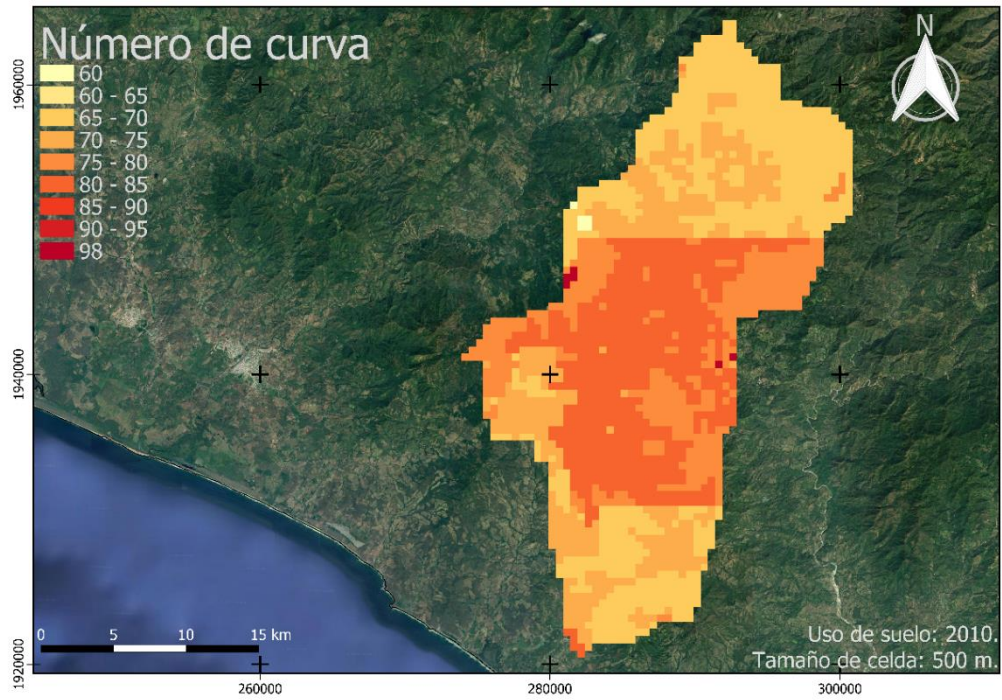 Número de curva
60
60 - 65
65 - 70
70 - 75
75 - 80
80 - 85
85 - 90
90 - 95
98
N
1960000
1940000
1920000
0 5 10 15 km
Uso de suelo: 2010.
Tamaño de celda: 500 m.
260000 280000 300000